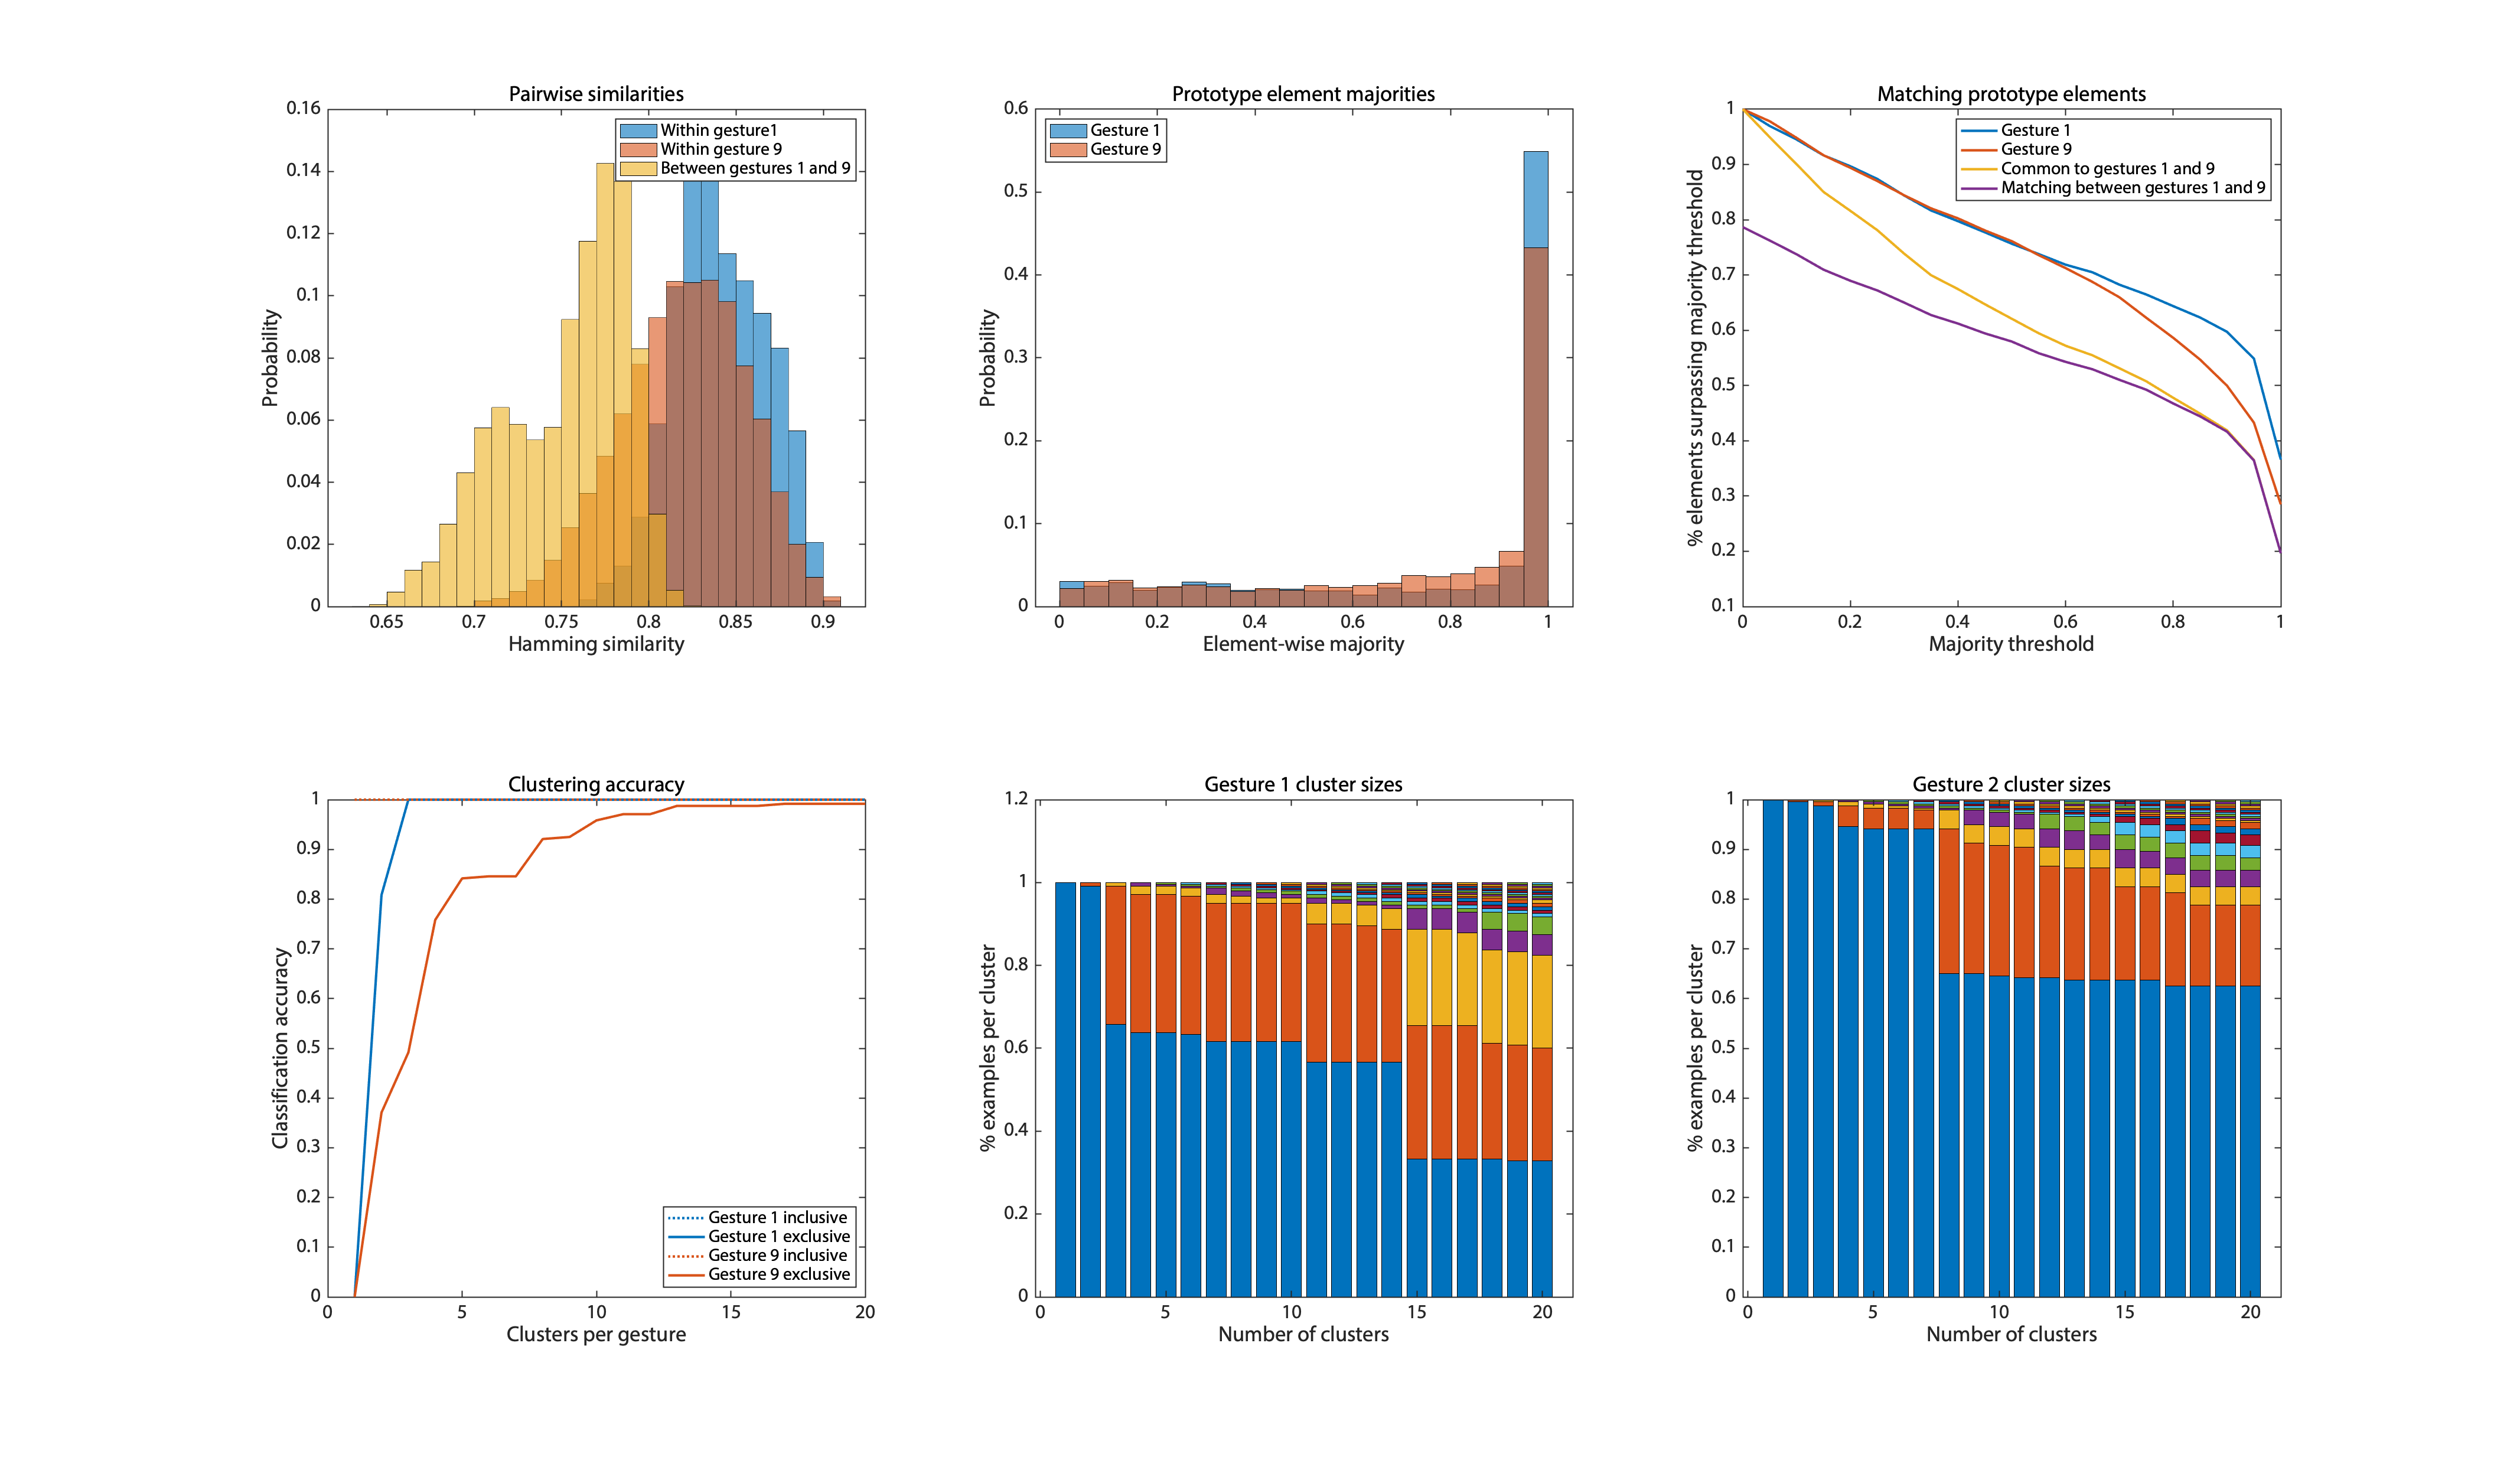 Pairwise similarities
0.16
0.14
0.12
0.1
0.08
0.06
0.04
0.02
0
Probability
Within gesture1
Within gesture 9
Between gestures 1 and 9
0.65 0.7 0.75 0.8 0.85 0.9
Hamming similarity
Prototype element majorities
0.6
0.5
0.4
0.3
0.2
0.1
0
Probability
Gesture 1
Gesture 9
0 0.2 0.4 0.6 0.8 1
Element-wise majority
Matching prototype elements
1
0.9
0.8
0.7
0.6
0.5
0.4
0.3
0.2
0.1
% elements surpassing majority threshold
Gesture 1
Gesture 9
Common to gestures 1 and 9
Matching between gestures 1 and 9
0 0.2 0.4 0.6 0.8 1
Majority threshold
Clustering accuracy
1
0.9
0.8
0.7
0.6
0.5
0.4
0.3
0.2
0.1
0
Classification accuracy
Gesture 1 inclusive
Gesture 1 exclusive
Gesture 9 inclusive
Gesture 9 exclusive
0 5 10 15 20
Clusters per gesture
Gesture 1 cluster sizes
1.2
1
0.8
0.6
0.4
0.2
0
% examples per cluster
0 5 10 15 20
Number of clusters
Gesture 2 cluster sizes
1
0.9
0.8
0.7
0.6
0.5
0.4
0.3
0.2
0.1
0
% examples per cluster
0 5 10 15 20
Number of clusters